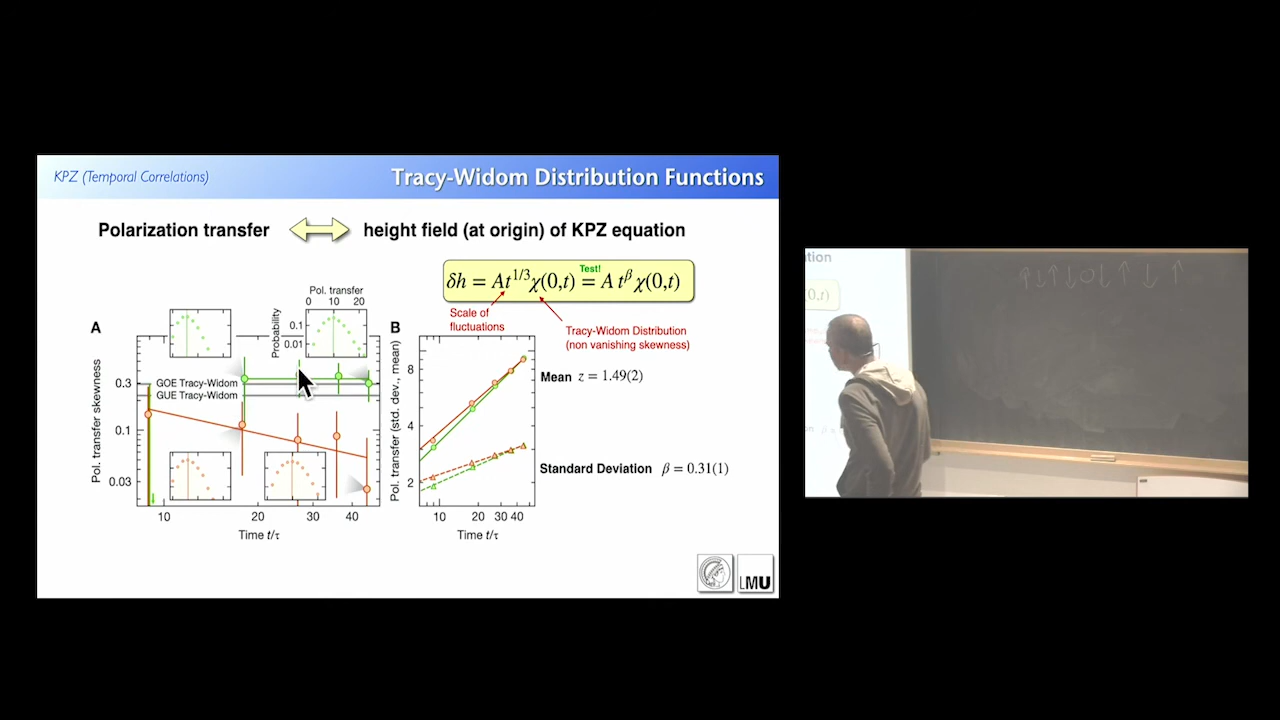 KPZ (Temporal Correlations)
Tracy-Widom Distribution Functions
Polarization transfer
height field (at origin) of KPZ equation
Test!
δh = At^{1/3}χ(0,t) = A t^β χ(0,t)
Scale of
fluctuations
Tracy-Widom Distribution
(non vanishing skewness)
A
Pol. transfer
0 10 20
Probability
0.1
0.01
Pol. transfer skewness
0.3
0.1
0.03
GOE Tracy-Widom
GUE Tracy-Widom
10 20 30 40
Time t/τ
B
Pol. transfer (std. dev., mean)
8
4
2
10 20 30 40
Time t/τ
Mean z = 1.49(2)
Standard Deviation β = 0.31(1)
LMU
tion
0,t)
↑↓↑↓O↓↑ ↓ ↑